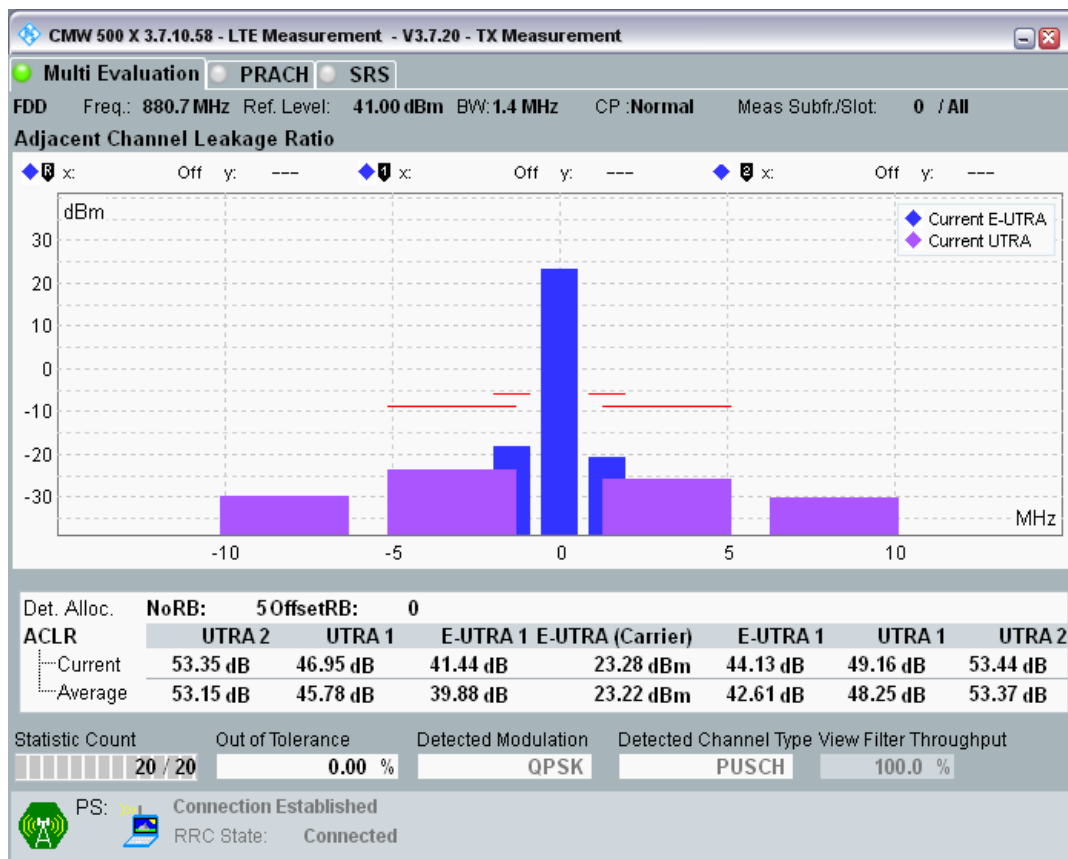 CMW 500 X 3.7.10.58 - LTE Measurement - V3.7.20 - TX Measurement
Multi Evaluation PRACH SRS
FDD Freq.: 880.7 MHz Ref. Level: 41.00 dBm BW: 1.4 MHz CP :Normal Meas Subfr./Slot: 0 / All
Adjacent Channel Leakage Ratio
R x: Off y: --- 1 x: Off y: --- 2 x: Off y: ---
dBm
Current E-UTRA
Current UTRA
30
20
10
0
-10
-20
-30
MHz
-10 -5 0 5 10
Det. Alloc. NoRB: 5 OffsetRB: 0
ACLR UTRA 2 UTRA 1 E-UTRA 1 E-UTRA (Carrier) E-UTRA 1 UTRA 1 UTRA 2
Current 53.35 dB 46.95 dB 41.44 dB 23.28 dBm 44.13 dB 49.16 dB 53.44 dB
Average 53.15 dB 45.78 dB 39.88 dB 23.22 dBm 42.61 dB 48.25 dB 53.37 dB
Statistic Count Out of Tolerance Detected Modulation Detected Channel Type View Filter Throughput
20 / 20 0.00 % QPSK PUSCH 100.0 %
PS: Connection Established
RRC State: Connected